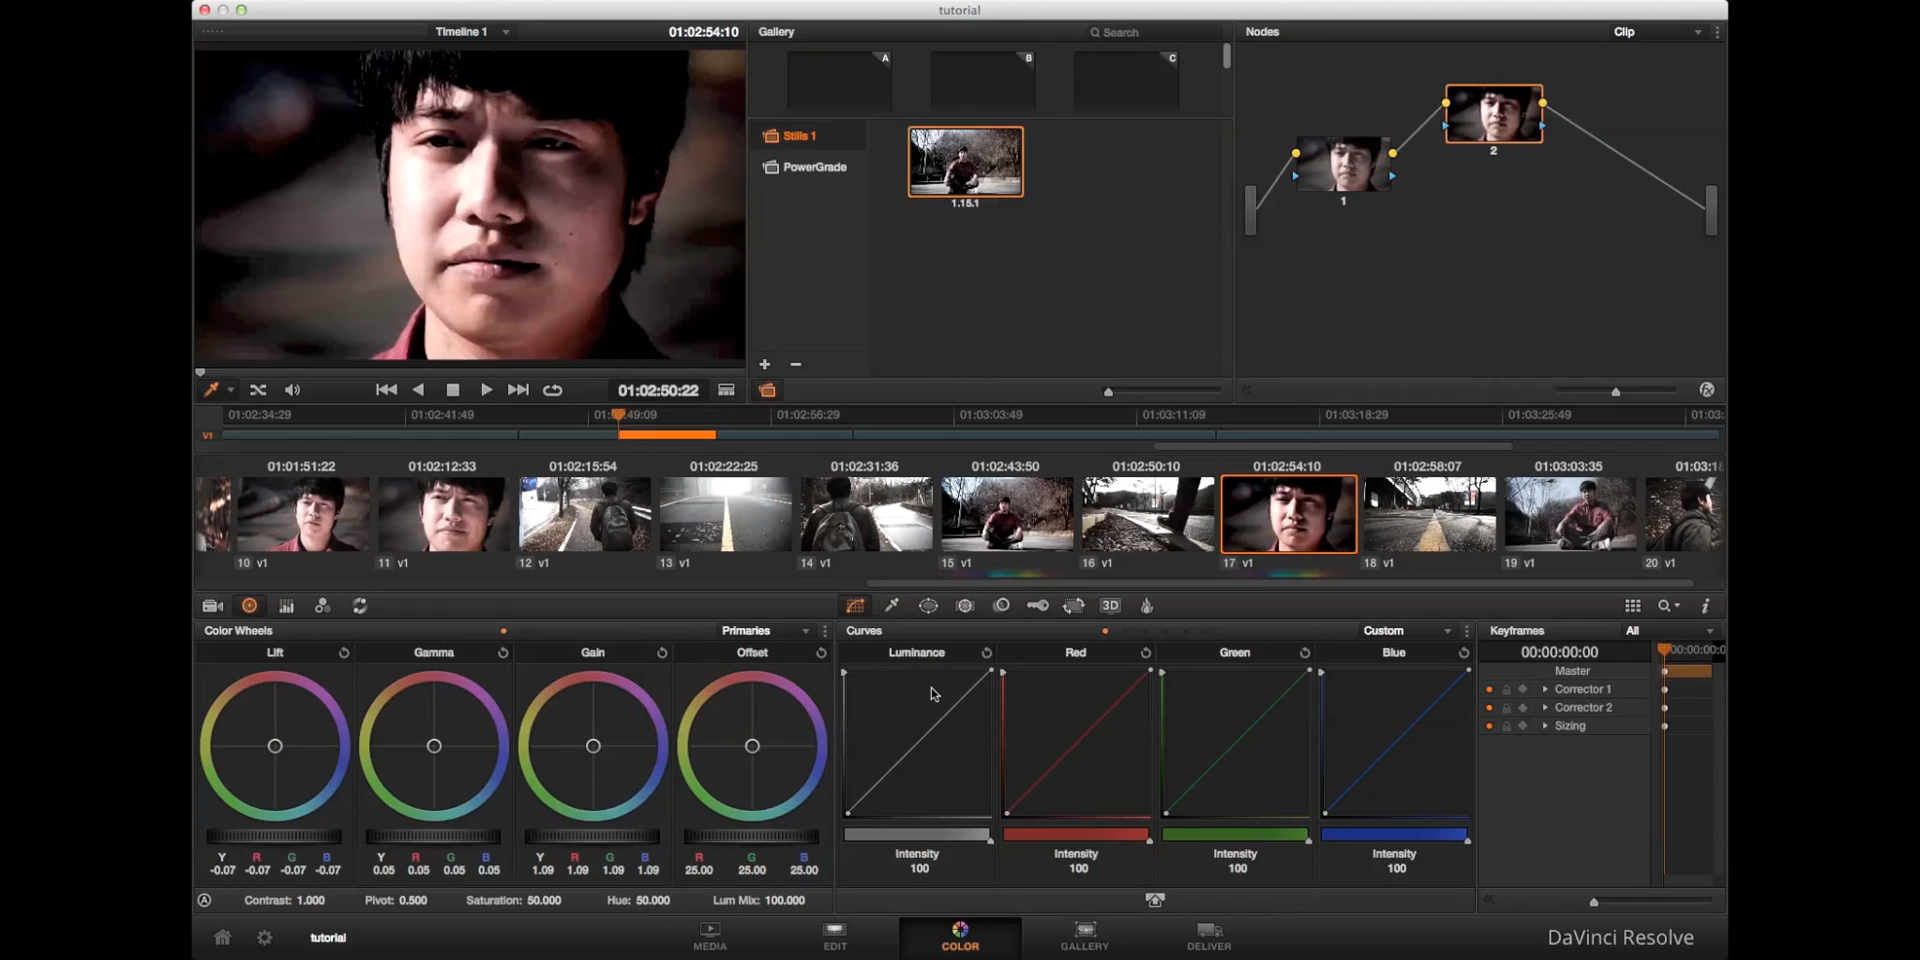 tutorial
Timeline 1
01:02:54:10
Gallery
Search
Nodes
Clip
A
B
C
Stills 1
PowerGrade
1.15.1
1
2
01:02:50:22
01:02:34:29
01:02:41:49
01:02:56:29
01:03:03:49
01:03:11:09
01:03:18:29
01:03:25:49
V1
01:01:51:22
01:02:12:33
01:02:15:54
01:02:22:25
01:02:31:36
01:02:43:50
01:02:50:10
01:02:54:10
01:02:58:07
01:03:03:35
10 v1
11 v1
12 v1
13 v1
14 v1
15 v1
16 v1
17 v1
18 v1
19 v1
20 v1
3D
Color Wheels
Primaries
Curves
Custom
Keyframes
All
Lift
Gamma
Gain
Offset
Luminance
Red
Green
Blue
00:00:00:00
Master
Corrector 1
Corrector 2
Sizing
Y R G B
-0.07 -0.07 -0.07 -0.07
Y R G B
0.05 0.05 0.05 0.05
Y R G B
1.09 1.09 1.09 1.09
R G B
25.00 25.00 25.00
Intensity
100
Intensity
100
Intensity
100
Intensity
100
A
Contrast: 1.000
Pivot: 0.500
Saturation: 50.000
Hue: 50.000
Lum Mix: 100.000
tutorial
MEDIA
EDIT
COLOR
GALLERY
DELIVER
DaVinci Resolve